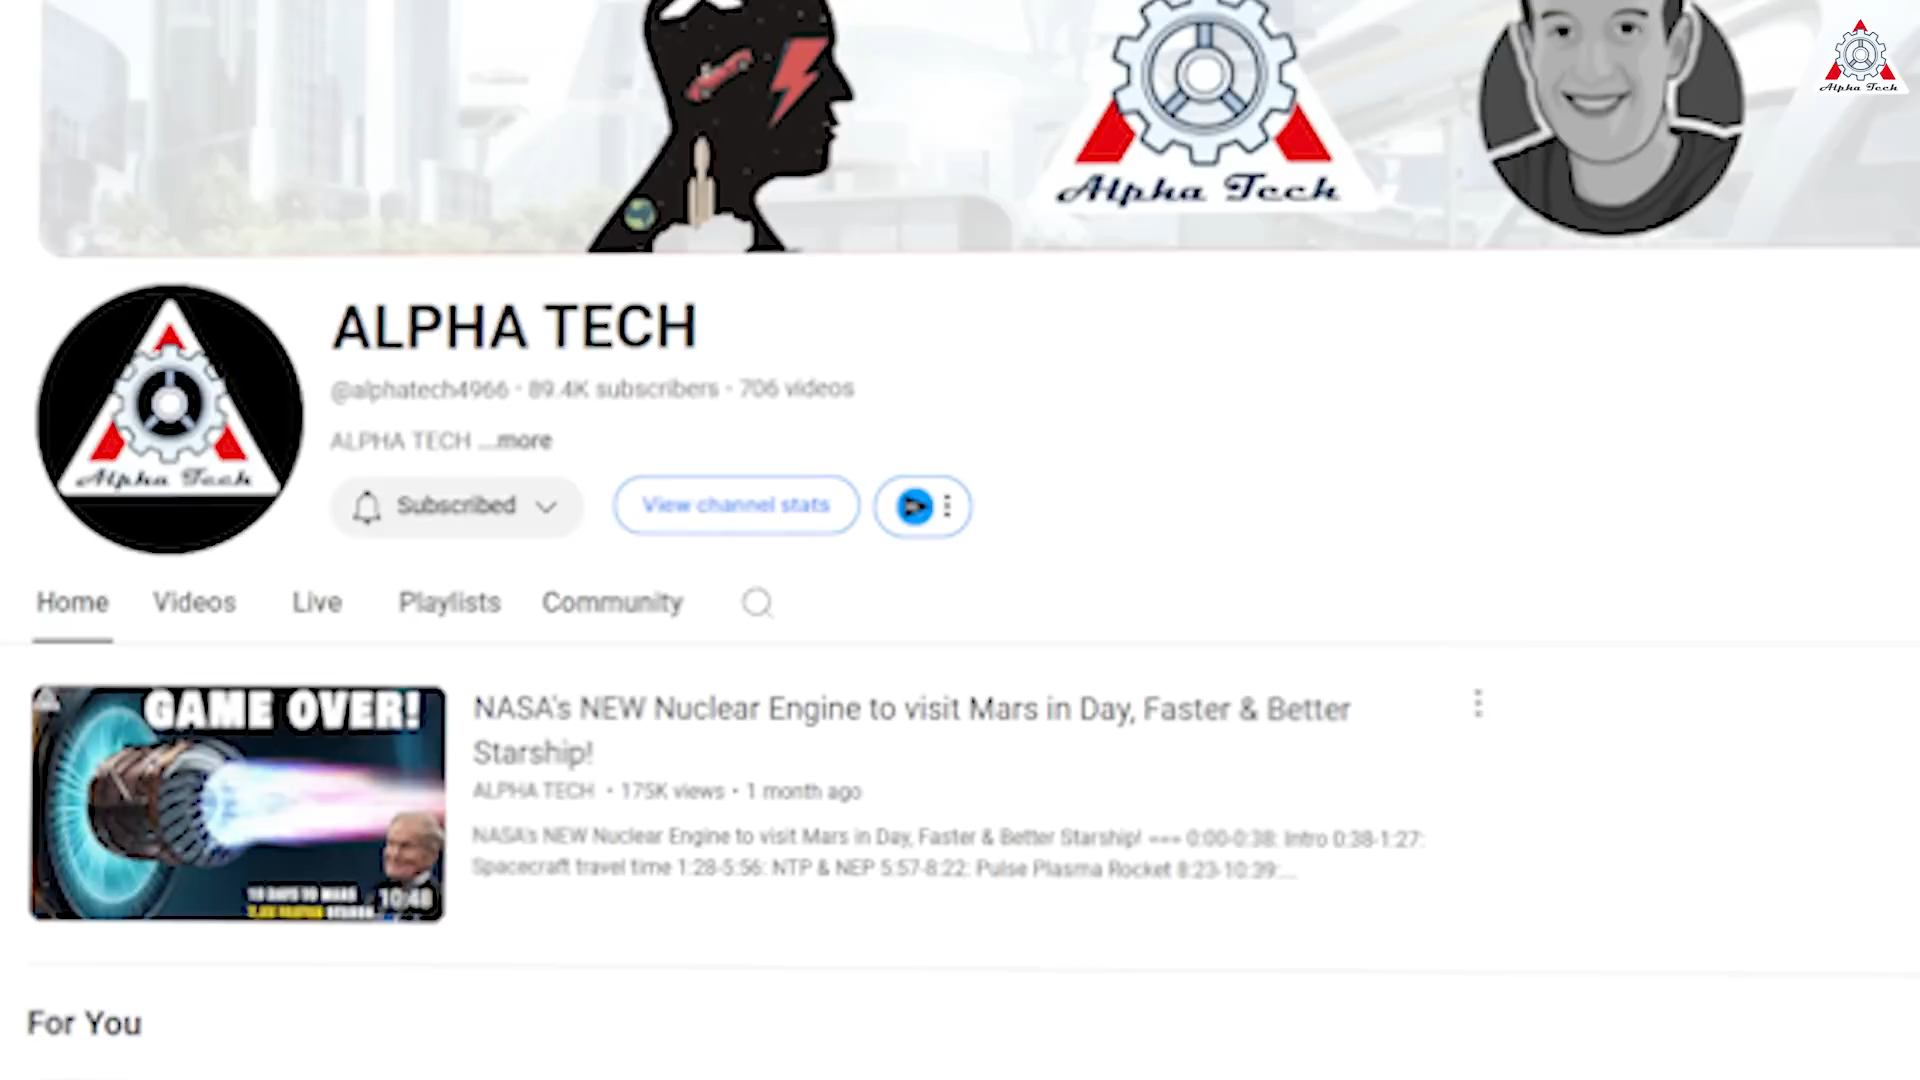 Alpha Tech
Alpha Tech
ALPHA TECH
@alphatech4966 · 89.4K subscribers · 706 videos
ALPHA TECH ...more
Alpha Tech
Subscribed
View channel stats
Home Videos Live Playlists Community
GAME OVER!
10:48
NASA's NEW Nuclear Engine to visit Mars in Day, Faster & Better
Starship!
ALPHA TECH · 175K views · 1 month ago
NASA's NEW Nuclear Engine to visit Mars in Day, Faster & Better Starship! === 0:00-0:38: Intro 0:38-1:27:
Spacecraft travel time 1:28-5:56: NTP & NEP 5:57-8:22: Pulse Plasma Rocket 8:23-10:39:...
For You